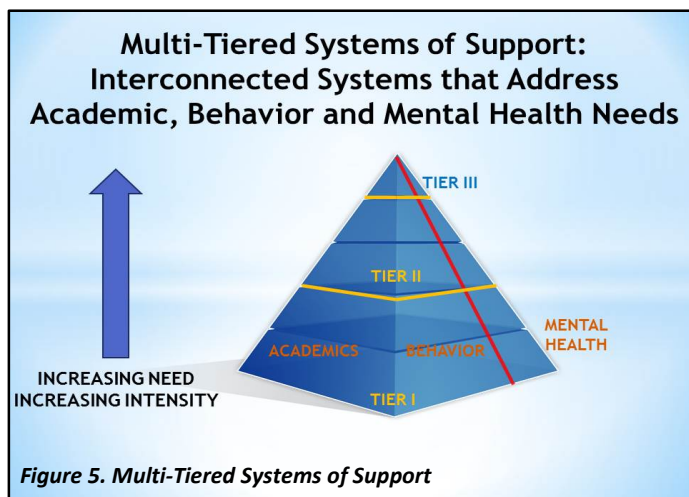 Multi-Tiered Systems of Support:
Interconnected Systems that Address
Academic, Behavior and Mental Health Needs
TIER III
TIER II
ACADEMICS
BEHAVIOR
MENTAL
HEALTH
TIER I
INCREASING NEED
INCREASING INTENSITY
Figure 5. Multi-Tiered Systems of Support